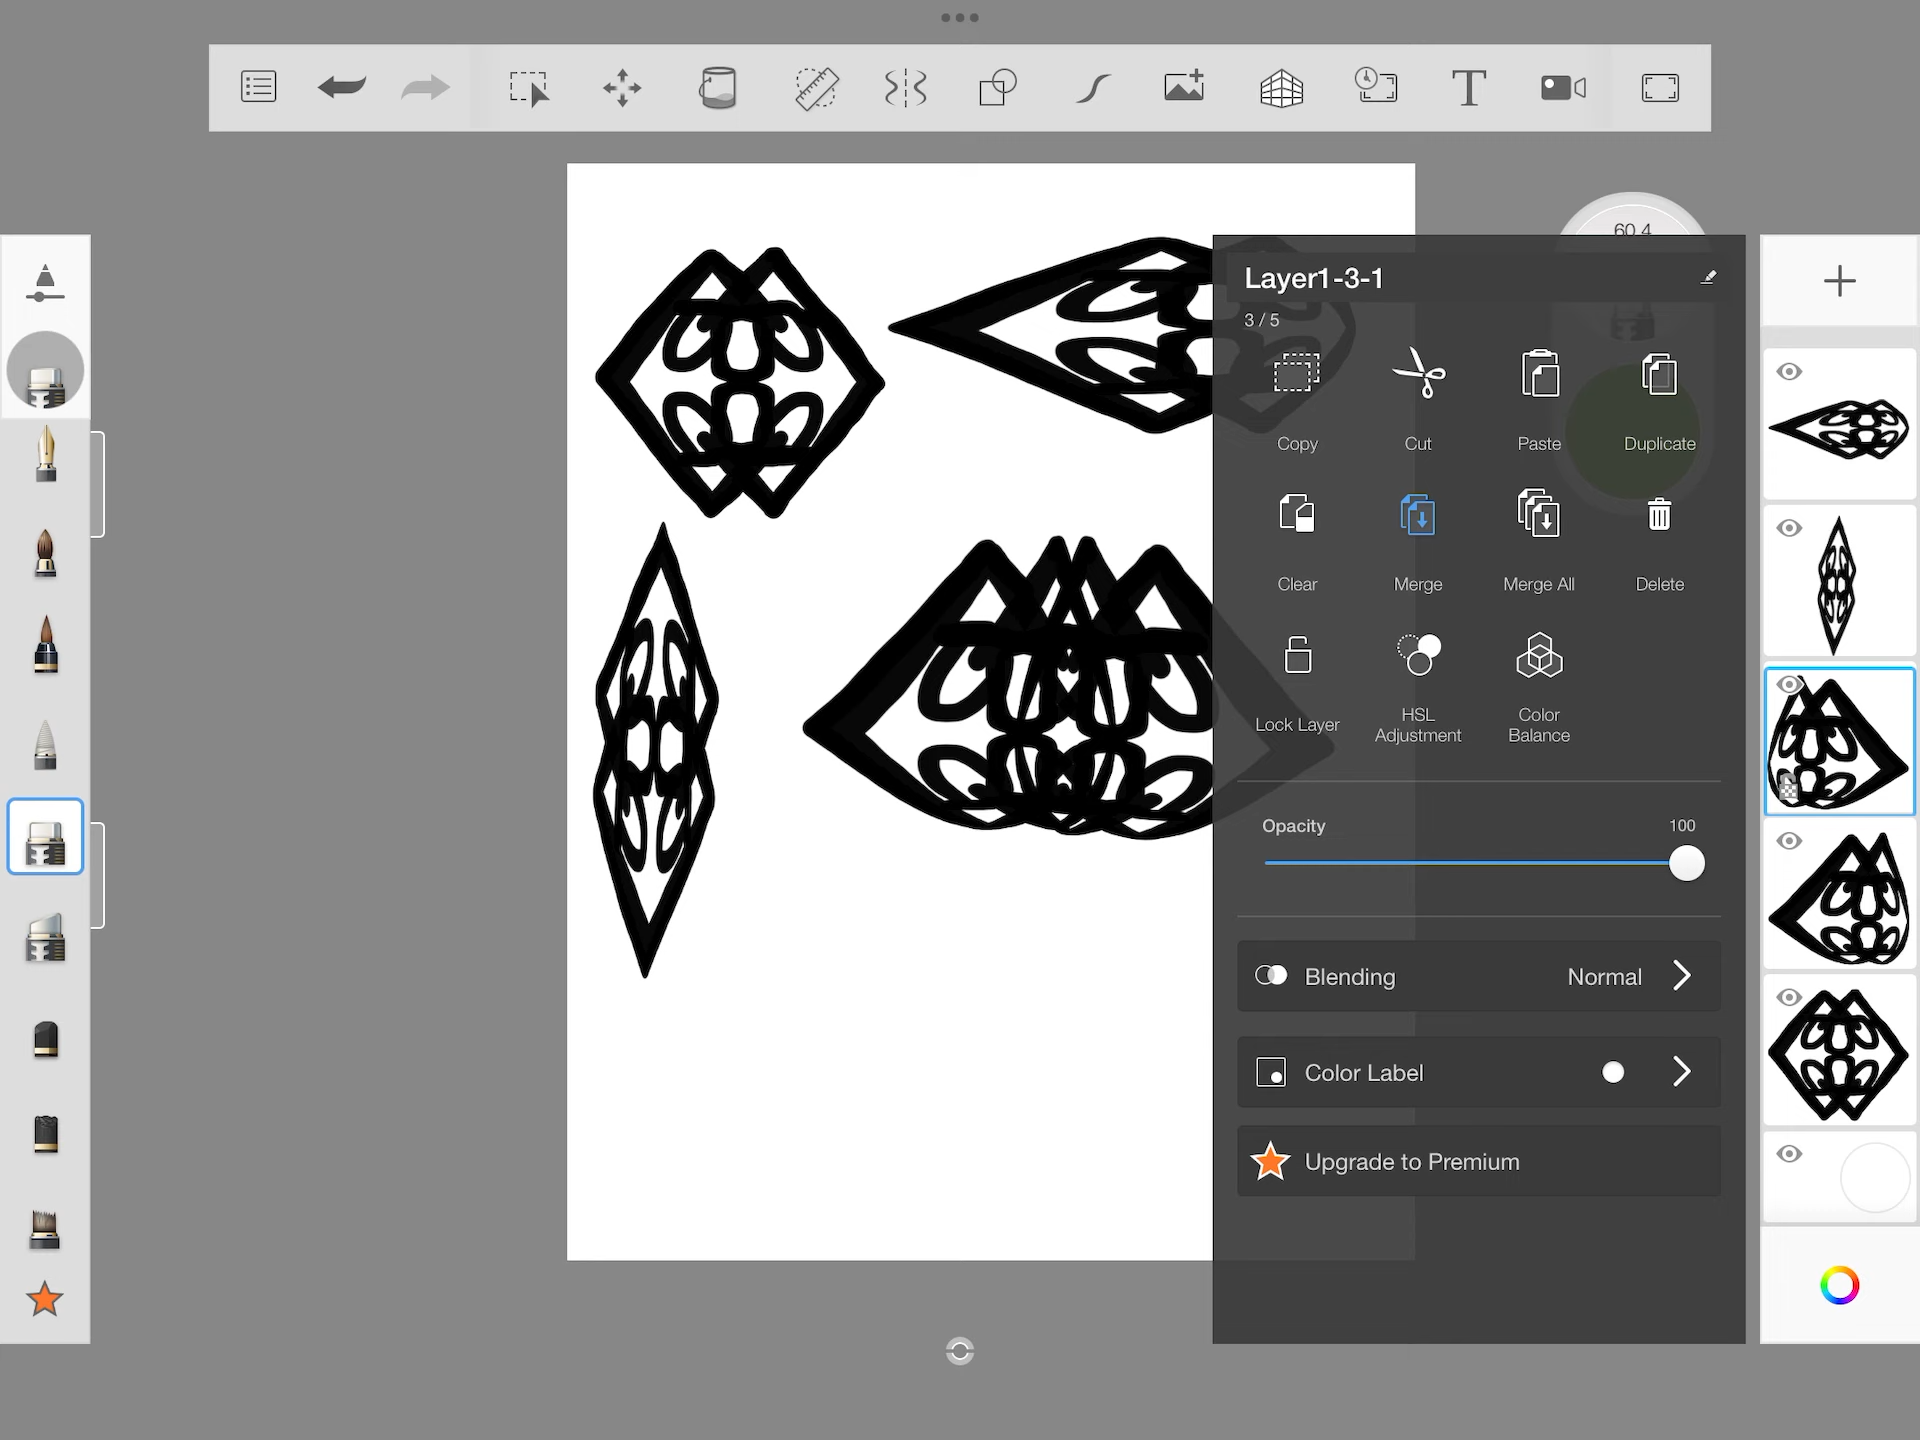 60.4
Layer1-3-1
3 / 5
Copy
Cut
Paste
Duplicate
Clear
Merge
Merge All
Delete
Lock Layer
HSL
Adjustment
Color
Balance
Opacity
100
Blending
Normal
Color Label
Upgrade to Premium